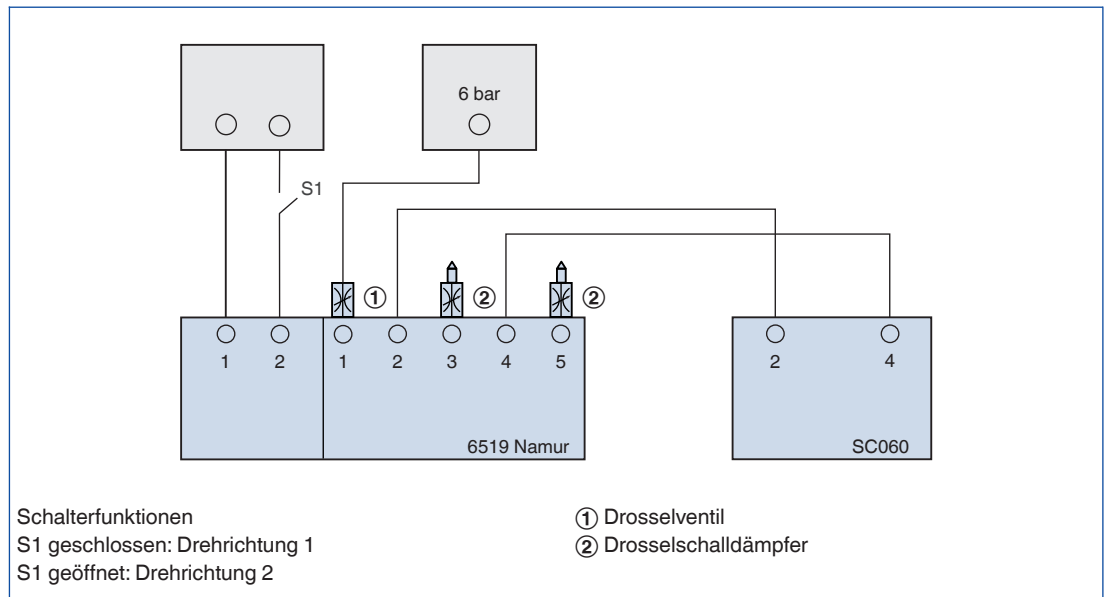 6 bar
S1
① ② ②
1 2 1 2 3 4 5 2 4
6519 Namur SC060
Schalterfunktionen
S1 geschlossen: Drehrichtung 1
S1 geöffnet: Drehrichtung 2
① Drosselventil
② Drosselschalldämpfer